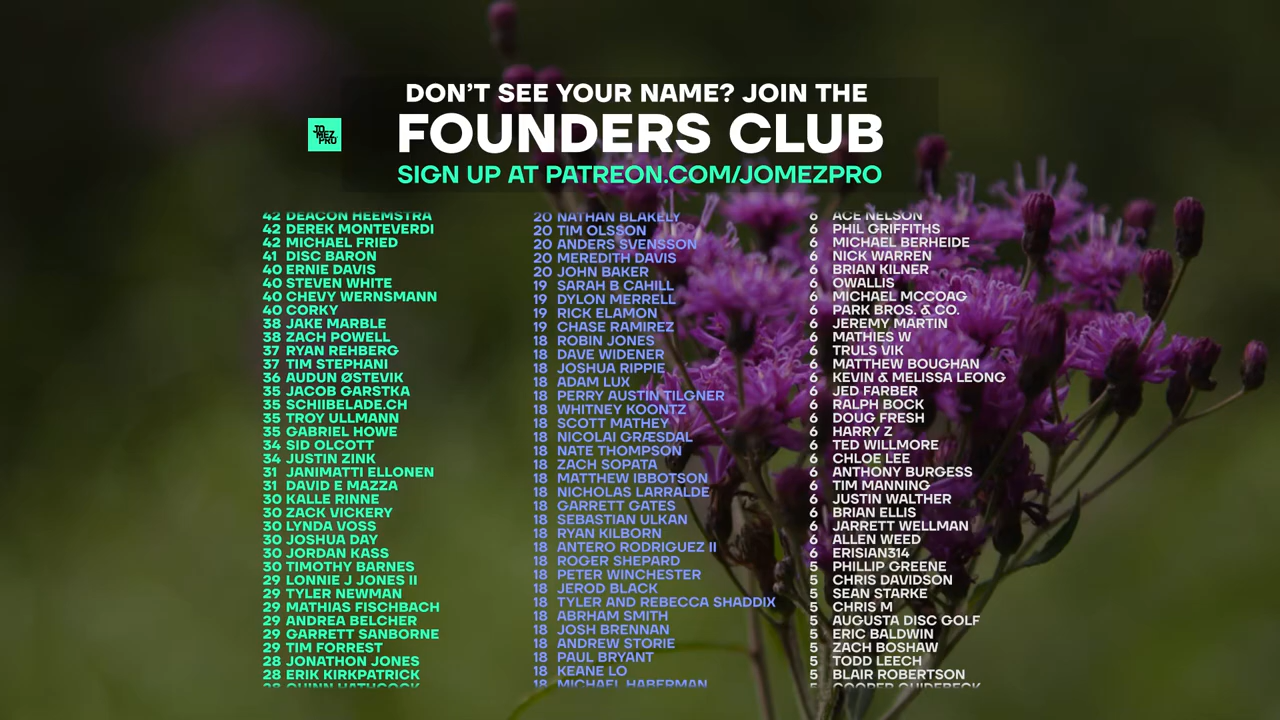 DON'T SEE YOUR NAME? JOIN THE
FOUNDERS CLUB
JO
MEZ
PRO
SIGN UP AT PATREON.COM/JOMEZPRO
42 DEACON HEEMSTRA
42 DEREK MONTEVERDI
42 MICHAEL FRIED
41 DISC BARON
40 ERNIE DAVIS
40 STEVEN WHITE
40 CHEVY WERNSMANN
40 CORKY
38 JAKE MARBLE
38 ZACH POWELL
37 RYAN REHBERG
37 TIM STEPHANI
36 AUDUN ØSTEVIK
35 JACOB GARSTKA
35 SCHIIBELADE.CH
35 TROY ULLMANN
35 GABRIEL HOWE
34 SID OLCOTT
34 JUSTIN ZINK
31 JANIMATTI ELLONEN
31 DAVID E MAZZA
30 KALLE RINNE
30 ZACK VICKERY
30 LYNDA VOSS
30 JOSHUA DAY
30 JORDAN KASS
30 TIMOTHY BARNES
29 LONNIE J JONES II
29 TYLER NEWMAN
29 MATHIAS FISCHBACH
29 ANDREA BELCHER
29 GARRETT SANBORNE
29 TIM FORREST
28 JONATHON JONES
28 ERIK KIRKPATRICK
28 QUINN HATHCOCK
20 NATHAN BLAKELY
20 TIM OLSSON
20 ANDERS SVENSSON
20 MEREDITH DAVIS
20 JOHN BAKER
19 SARAH B CAHILL
19 DYLON MERRELL
19 RICK ELAMON
19 CHASE RAMIREZ
18 ROBIN JONES
18 DAVE WIDENER
18 JOSHUA RIPPIE
18 ADAM LUX
18 PERRY AUSTIN TILGNER
18 WHITNEY KOONTZ
18 SCOTT MATHEY
18 NICOLAI GRÆSDAL
18 NATE THOMPSON
18 ZACH SOPATA
18 MATTHEW IBBOTSON
18 NICHOLAS LARRALDE
18 GARRETT GATES
18 SEBASTIAN ULKAN
18 RYAN KILBORN
18 ANTERO RODRIGUEZ II
18 ROGER SHEPARD
18 PETER WINCHESTER
18 JEROD BLACK
18 TYLER AND REBECCA SHADDIX
18 ABRHAM SMITH
18 JOSH BRENNAN
18 ANDREW STORIE
18 PAUL BRYANT
18 KEANE LO
18 MICHAEL HABERMAN
6 ACE NELSON
6 PHIL GRIFFITHS
6 MICHAEL BERHEIDE
6 NICK WARREN
6 BRIAN KILNER
6 OWALLIS
6 MICHAEL MCCOAG
6 PARK BROS. & CO.
6 JEREMY MARTIN
6 MATHIES W
6 TRULS VIK
6 MATTHEW BOUGHAN
6 KEVIN & MELISSA LEONG
6 JED FARBER
6 RALPH BOCK
6 DOUG FRESH
6 HARRY Z
6 TED WILLMORE
6 CHLOE LEE
6 ANTHONY BURGESS
6 TIM MANNING
6 JUSTIN WALTHER
6 BRIAN ELLIS
6 JARRETT WELLMAN
6 ALLEN WEED
6 ERISIAN314
5 PHILLIP GREENE
5 CHRIS DAVIDSON
5 SEAN STARKE
5 CHRIS M
5 AUGUSTA DISC GOLF
5 ERIC BALDWIN
5 ZACH BOSHAW
5 TODD LEECH
5 BLAIR ROBERTSON
5 COOPER